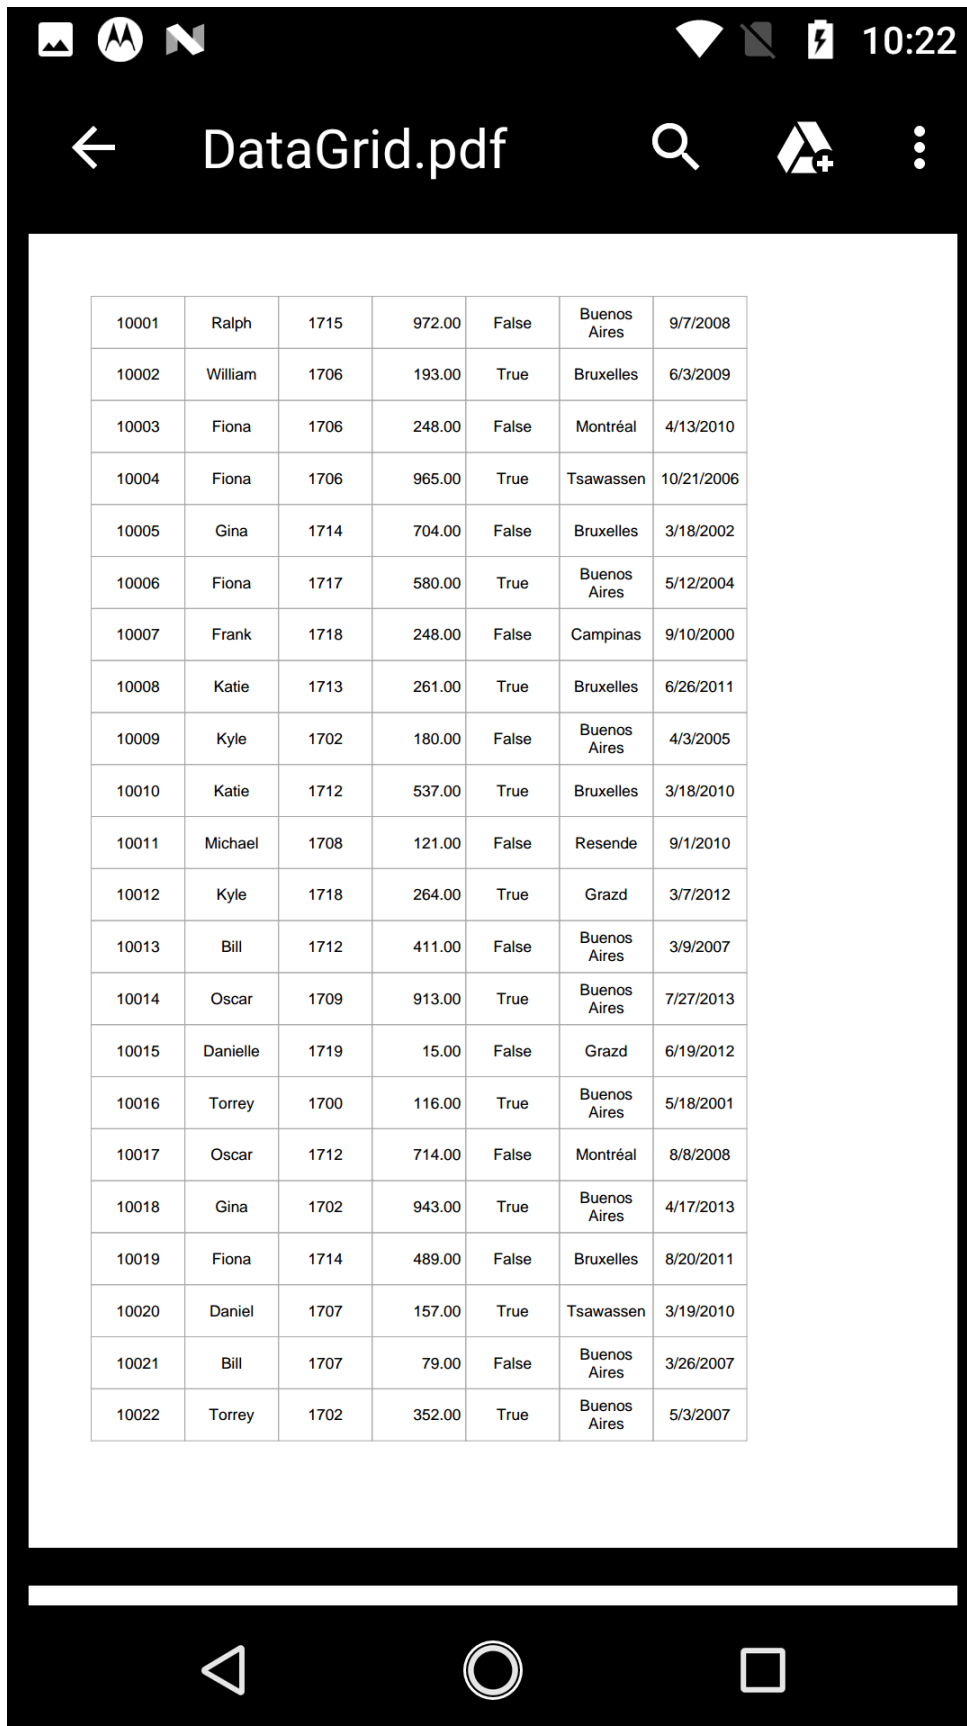 10:22
DataGrid.pdf
10001 Ralph 1715 972.00 False Buenos Aires 9/7/2008
10002 William 1706 193.00 True Bruxelles 6/3/2009
10003 Fiona 1706 248.00 False Montréal 4/13/2010
10004 Fiona 1706 965.00 True Tsawassen 10/21/2006
10005 Gina 1714 704.00 False Bruxelles 3/18/2002
10006 Fiona 1717 580.00 True Buenos Aires 5/12/2004
10007 Frank 1718 248.00 False Campinas 9/10/2000
10008 Katie 1713 261.00 True Bruxelles 6/26/2011
10009 Kyle 1702 180.00 False Buenos Aires 4/3/2005
10010 Katie 1712 537.00 True Bruxelles 3/18/2010
10011 Michael 1708 121.00 False Resende 9/1/2010
10012 Kyle 1718 264.00 True Grazd 3/7/2012
10013 Bill 1712 411.00 False Buenos Aires 3/9/2007
10014 Oscar 1709 913.00 True Buenos Aires 7/27/2013
10015 Danielle 1719 15.00 False Grazd 6/19/2012
10016 Torrey 1700 116.00 True Buenos Aires 5/18/2001
10017 Oscar 1712 714.00 False Montréal 8/8/2008
10018 Gina 1702 943.00 True Buenos Aires 4/17/2013
10019 Fiona 1714 489.00 False Bruxelles 8/20/2011
10020 Daniel 1707 157.00 True Tsawassen 3/19/2010
10021 Bill 1707 79.00 False Buenos Aires 3/26/2007
10022 Torrey 1702 352.00 True Buenos Aires 5/3/2007